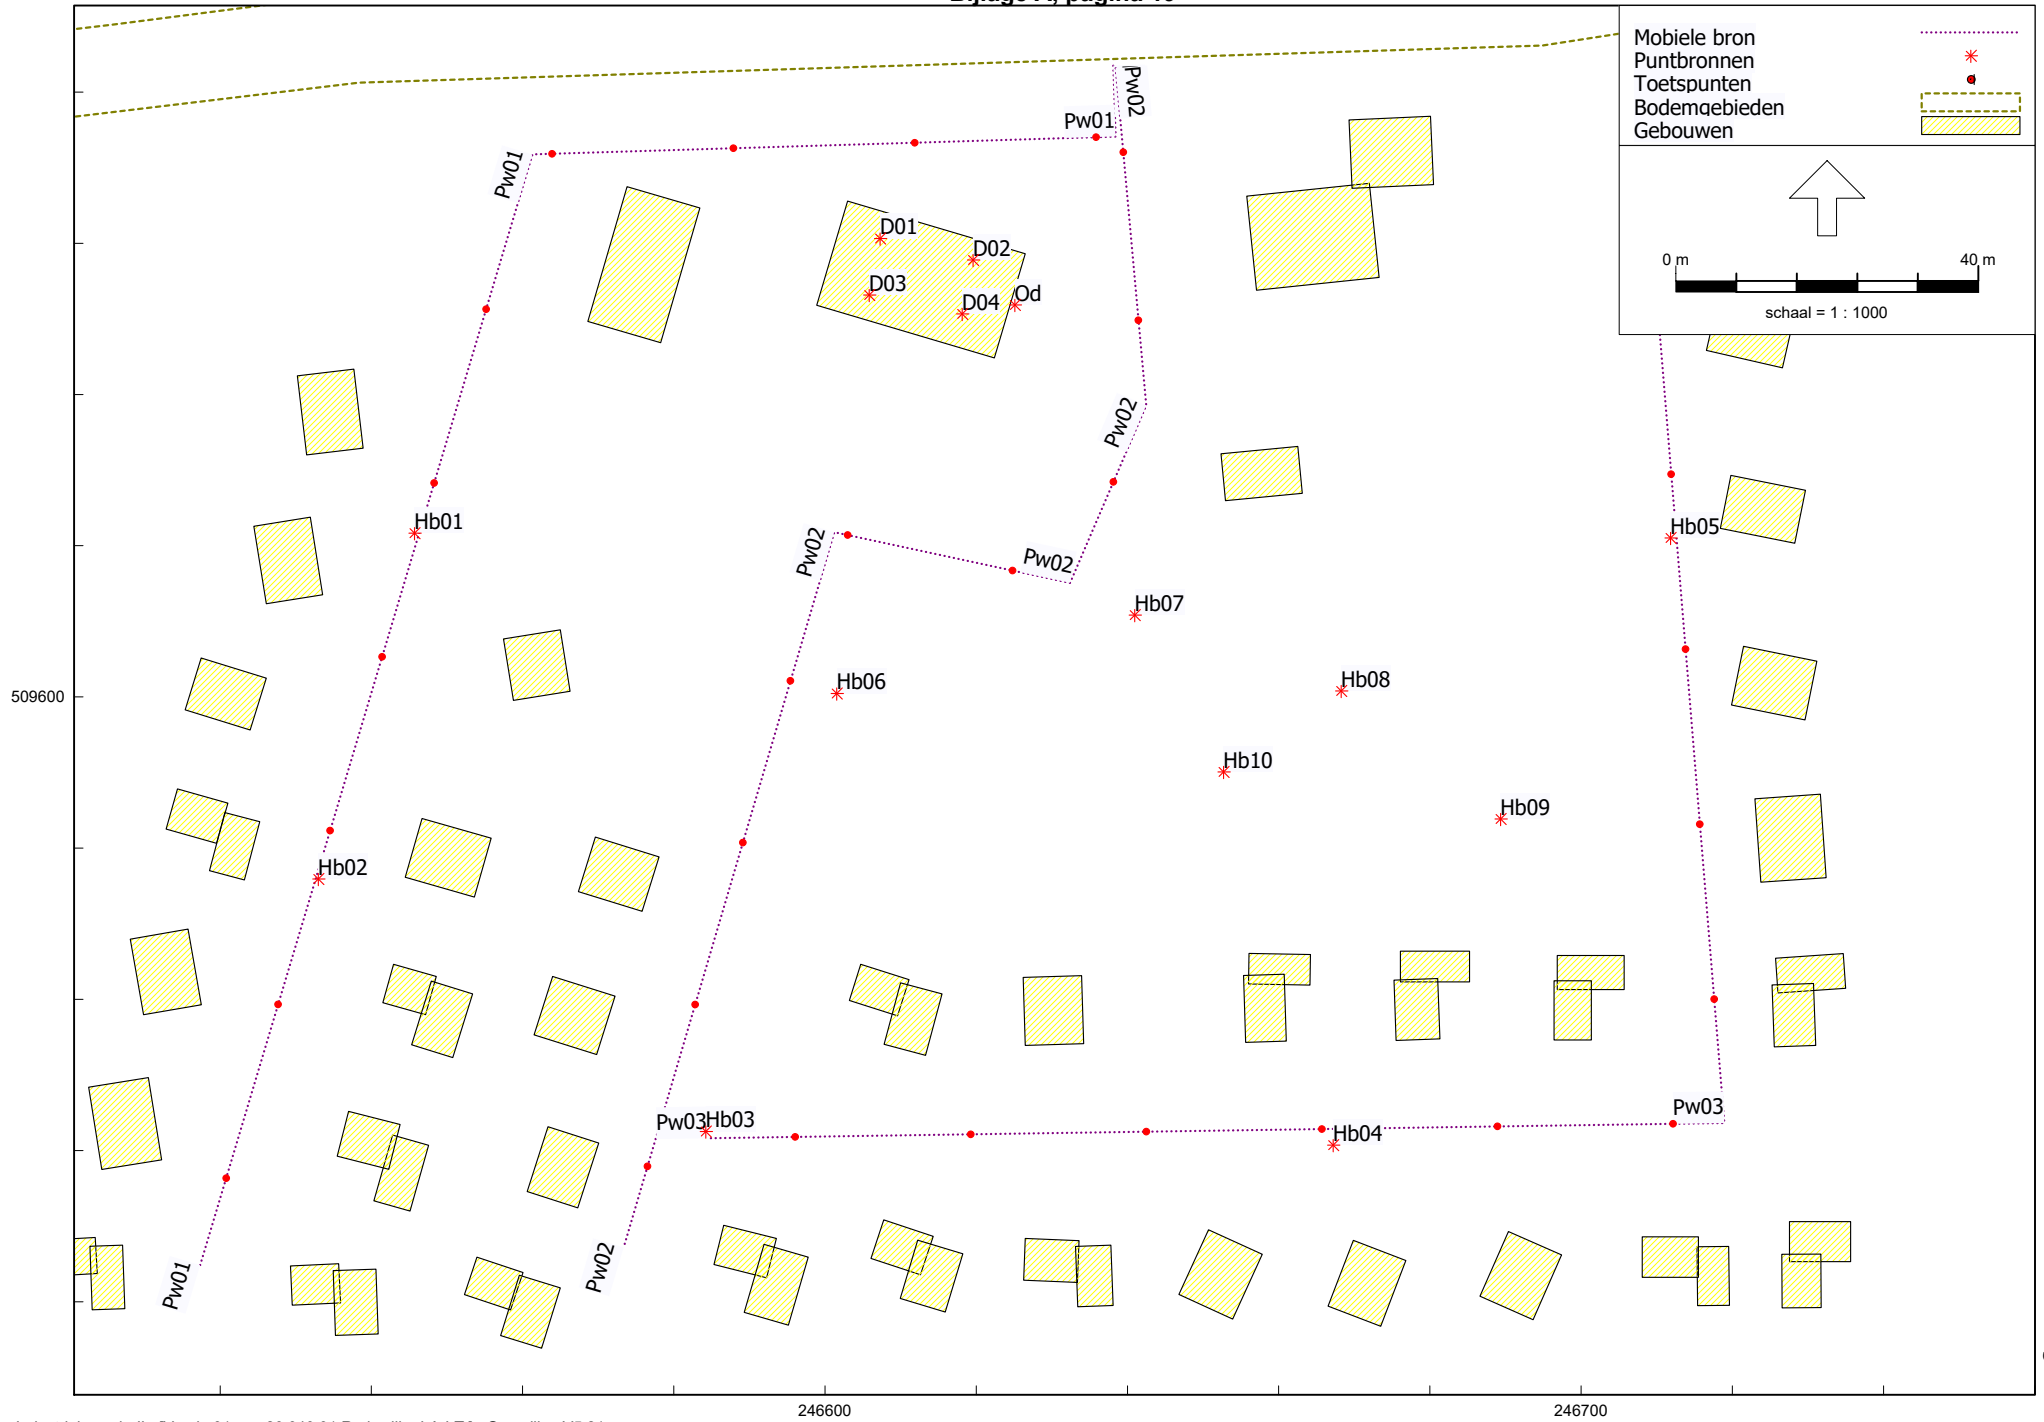 Mobiele bron
Puntbronnen
Toetspunten
Bodemgebieden
Gebouwen
0 m
40 m
schaal = 1 : 1000
Pw02
Pw01
Pw01
D01
D02
D03
D04
Od
Pw02
Hb01
Hb05
Pw02
Pw02
Hb07
509600
Hb06
Hb08
Hb10
Hb09
Hb02
Pw03
Pw03
Hb03
Hb04
Pw01
Pw02
246600
246700